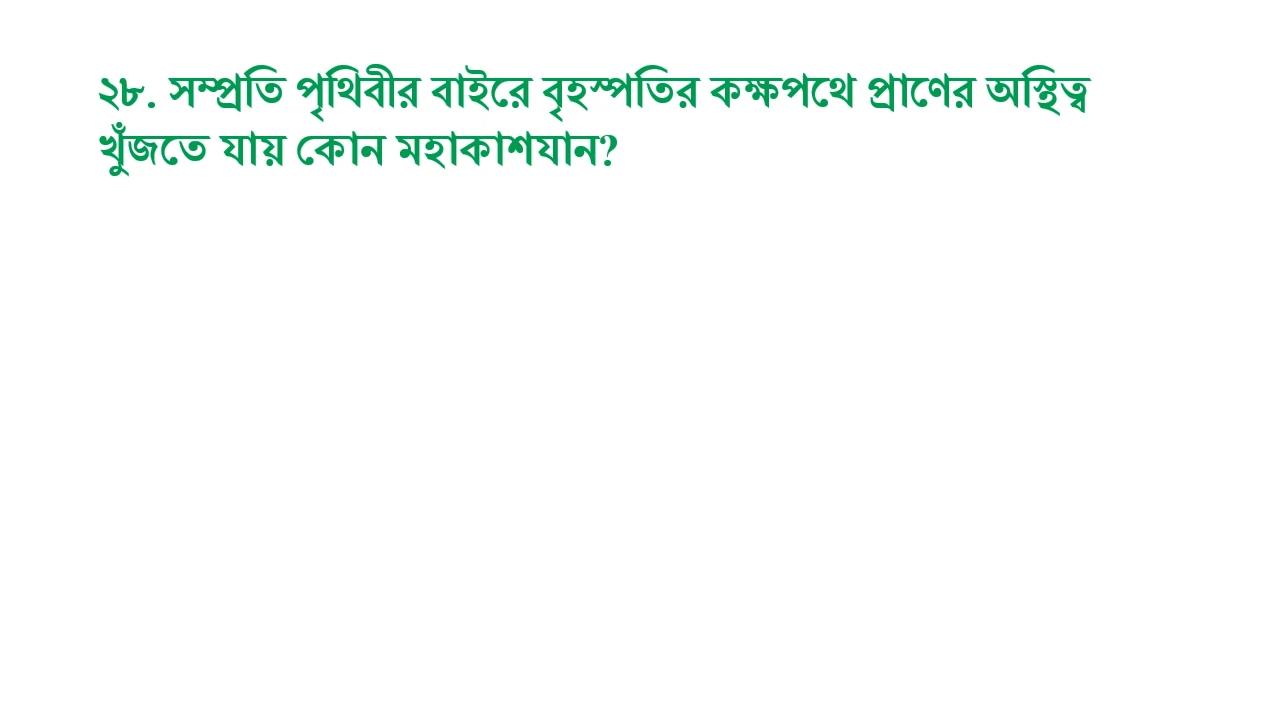 ২৮. সম্প্রতি পৃথিবীর বাইরে বৃহস্পতির কক্ষপথে প্রাণের অস্থিত্ব
খুঁজতে যায় কোন মহাকাশযান?